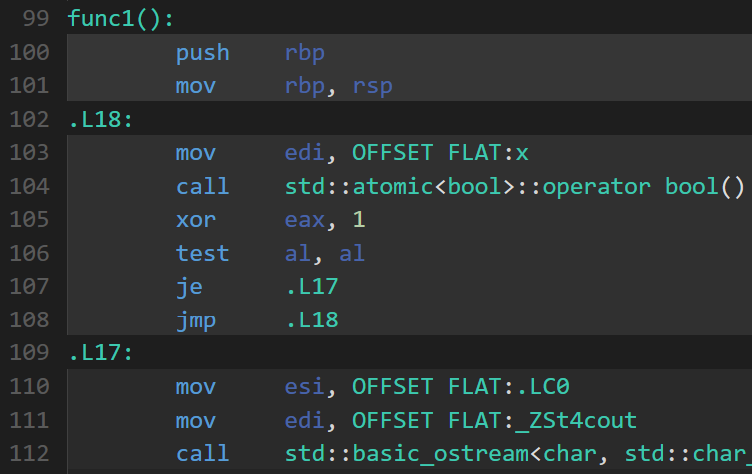 99 func1():
100 push rbp
101 mov rbp, rsp
102 .L18:
103 mov edi, OFFSET FLAT:x
104 call std::atomic<bool>::operator bool()
105 xor eax, 1
106 test al, al
107 je .L17
108 jmp .L18
109 .L17:
110 mov esi, OFFSET FLAT:.LC0
111 mov edi, OFFSET FLAT:_ZSt4cout
112 call std::basic_ostream<char, std::char_